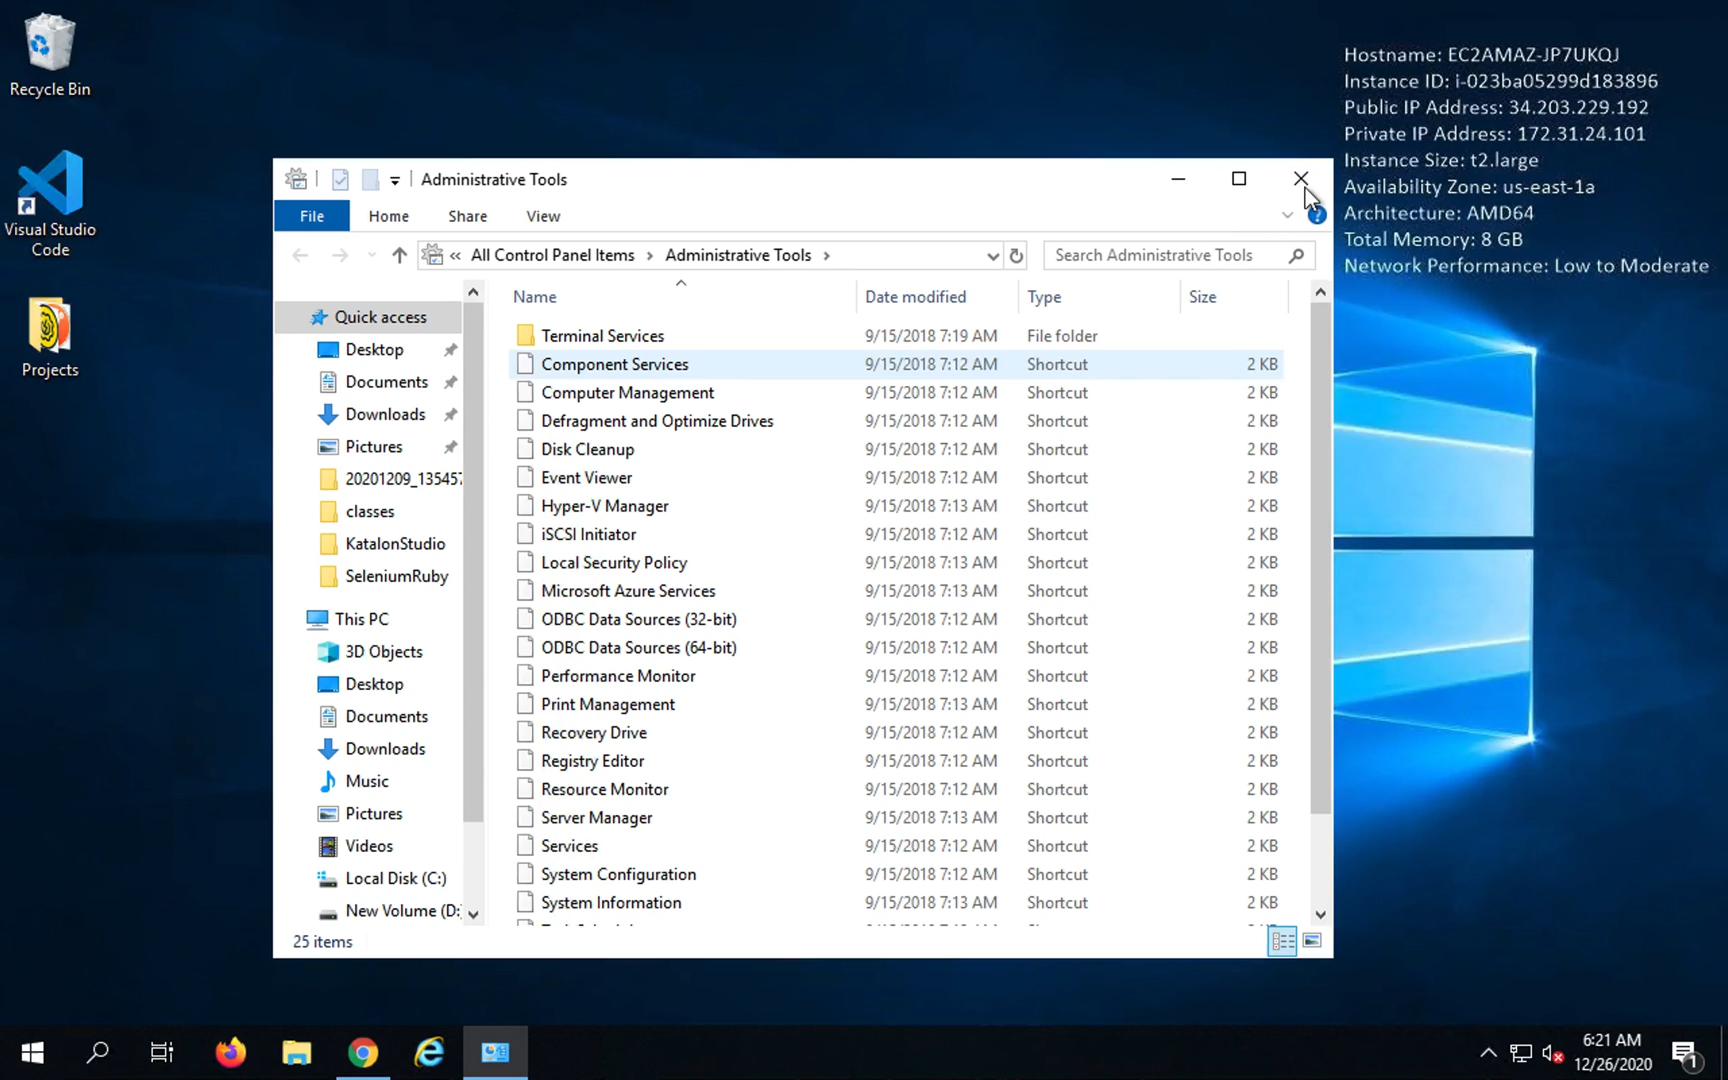 Recycle Bin
Visual Studio
Code
Projects
Hostname: EC2AMAZ-JP7UKQJ
Instance ID: i-023ba05299d183896
Public IP Address: 34.203.229.192
Private IP Address: 172.31.24.101
Instance Size: t2.large
Availability Zone: us-east-1a
Architecture: AMD64
Total Memory: 8 GB
Network Performance: Low to Moderate
Administrative Tools
File Home Share View
« All Control Panel Items › Administrative Tools ›
Search Administrative Tools
Quick access
Desktop
Documents
Downloads
Pictures
20201209_135457
classes
KatalonStudio
SeleniumRuby
This PC
3D Objects
Desktop
Documents
Downloads
Music
Pictures
Videos
Local Disk (C:)
New Volume (D:)
Name Date modified Type Size
Terminal Services 9/15/2018 7:19 AM File folder
Component Services 9/15/2018 7:12 AM Shortcut 2 KB
Computer Management 9/15/2018 7:12 AM Shortcut 2 KB
Defragment and Optimize Drives 9/15/2018 7:12 AM Shortcut 2 KB
Disk Cleanup 9/15/2018 7:12 AM Shortcut 2 KB
Event Viewer 9/15/2018 7:12 AM Shortcut 2 KB
Hyper-V Manager 9/15/2018 7:13 AM Shortcut 2 KB
iSCSI Initiator 9/15/2018 7:12 AM Shortcut 2 KB
Local Security Policy 9/15/2018 7:13 AM Shortcut 2 KB
Microsoft Azure Services 9/15/2018 7:13 AM Shortcut 2 KB
ODBC Data Sources (32-bit) 9/15/2018 7:12 AM Shortcut 2 KB
ODBC Data Sources (64-bit) 9/15/2018 7:12 AM Shortcut 2 KB
Performance Monitor 9/15/2018 7:12 AM Shortcut 2 KB
Print Management 9/15/2018 7:13 AM Shortcut 2 KB
Recovery Drive 9/15/2018 7:12 AM Shortcut 2 KB
Registry Editor 9/15/2018 7:12 AM Shortcut 2 KB
Resource Monitor 9/15/2018 7:12 AM Shortcut 2 KB
Server Manager 9/15/2018 7:13 AM Shortcut 2 KB
Services 9/15/2018 7:12 AM Shortcut 2 KB
System Configuration 9/15/2018 7:12 AM Shortcut 2 KB
System Information 9/15/2018 7:13 AM Shortcut 2 KB
25 items
6:21 AM
12/26/2020
1